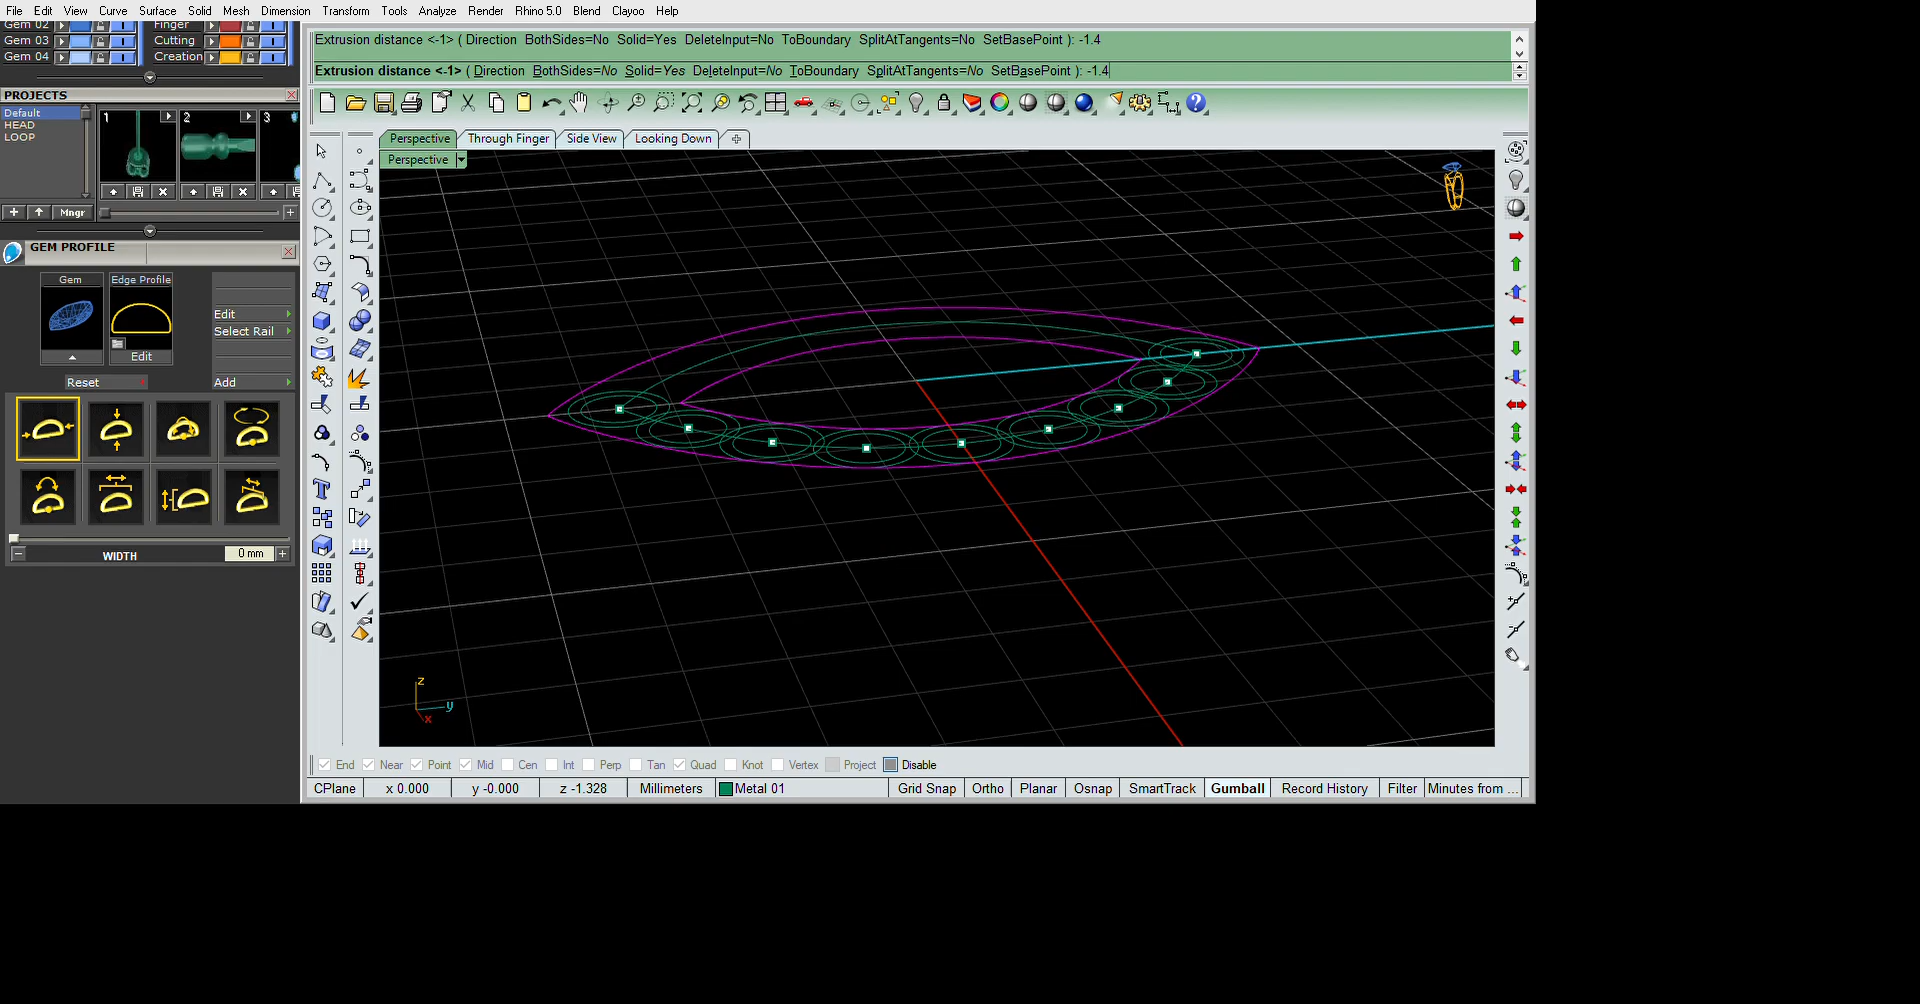 File Edit View Curve Surface Solid Mesh Dimension Transform Tools Analyze Render Rhino 5.0 Blend Clayoo Help
Gem 02 Finger
Gem 03 Cutting
Gem 04 Creation
Extrusion distance <-1> ( Direction BothSides=No Solid=Yes DeleteInput=No ToBoundary SplitAtTangents=No SetBasePoint ): -1.4
Extrusion distance <-1> ( Direction BothSides=No Solid=Yes DeleteInput=No ToBoundary SplitAtTangents=No SetBasePoint ): -1.4
PROJECTS
Default
HEAD
LOOP
1 2 3
Mngr
GEM PROFILE
Gem Edge Profile
Edit
Select Rail
Edit
Reset
Add
WIDTH 0 mm
Perspective Through Finger Side View Looking Down
Perspective
z
y
x
End Near Point Mid Cen Int Perp Tan Quad Knot Vertex Project Disable
CPlane x 0.000 y -0.000 z -1.328 Millimeters Metal 01 Grid Snap Ortho Planar Osnap SmartTrack Gumball Record History Filter Minutes from ...